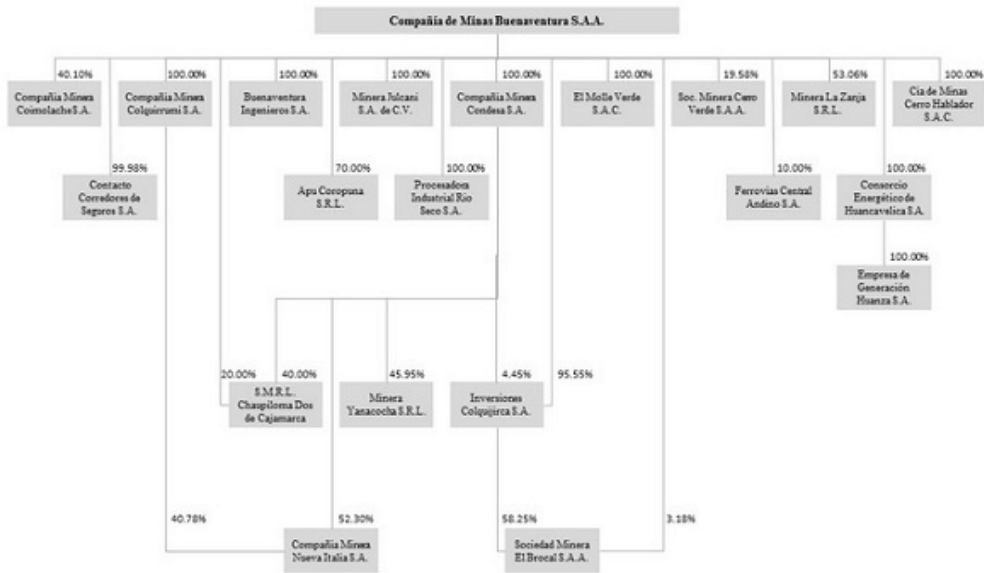 Compañía de Minas Buenaventura S.A.A.
40.10%
100.00%
100.00%
100.00%
100.00%
100.00%
19.58%
53.06%
100.00%
Compañía Minera
Coimolache S.A.
Compañía Minera
Colquirrumi S.A.
Buenaventura
Ingenieros S.A.
Minera Julcani
S.A. de C.V.
Compañía Minera
Condesa S.A.
El Molle Verde
S.A.C.
Soc. Minera Cerro
Verde S.A.A.
Minera La Zanja
S.R.L.
Cia de Minas
Cerro Hablador
S.A.C.
99.98%
70.00%
100.00%
10.00%
100.00%
Contacto
Corredores de
Seguros S.A.
Apu Coropuna
S.R.L.
Procesadora
Industrial Rio
Seco S.A.
Ferrovias Central
Andino S.A.
Consorcio
Energético de
Huancavelica S.A.
100.00%
Empresa de
Generación
Huanza S.A.
20.00%
40.00%
45.95%
4.45%
95.55%
S.M.R.L.
Chaupiloma Dos
de Cajamarca
Minera
Yanacocha S.R.L.
Inversiones
Colquijirca S.A.
40.78%
52.30%
58.25%
3.18%
Compañía Minera
Nueva Italia S.A.
Sociedad Minera
El Brocal S.A.A.